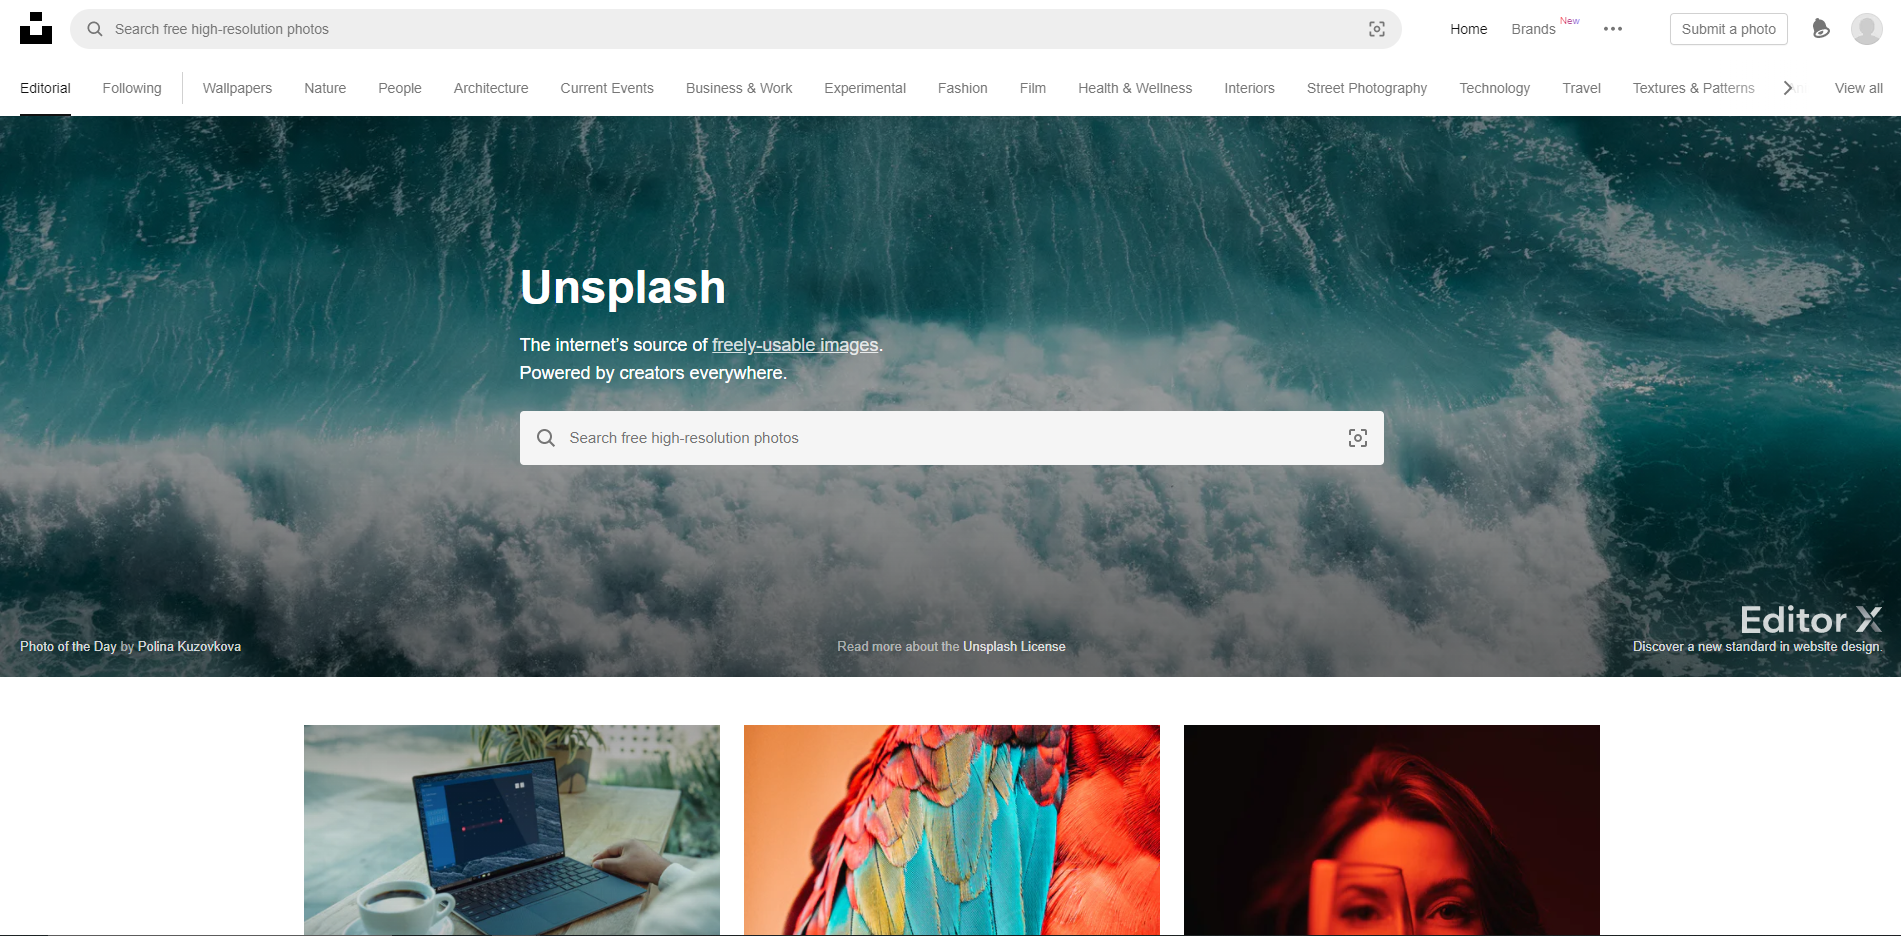 Search free high-resolution photos
Home
Brands New
Submit a photo
Editorial
Following
Wallpapers
Nature
People
Architecture
Current Events
Business & Work
Experimental
Fashion
Film
Health & Wellness
Interiors
Street Photography
Technology
Travel
Textures & Patterns
View all
Unsplash
The internet’s source of freely-usable images.
Powered by creators everywhere.
Search free high-resolution photos
Editor X
Photo of the Day by Polina Kuzovkova
Read more about the Unsplash License
Discover a new standard in website design.